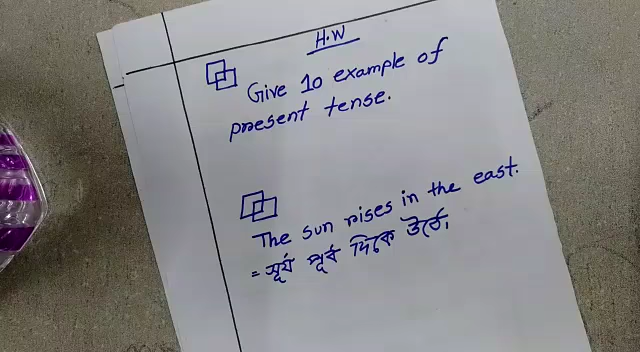 H.W
Give 10 example of
present tense.
The sun rises in the east.
= সূর্য পূর্ব দিকে উঠে।